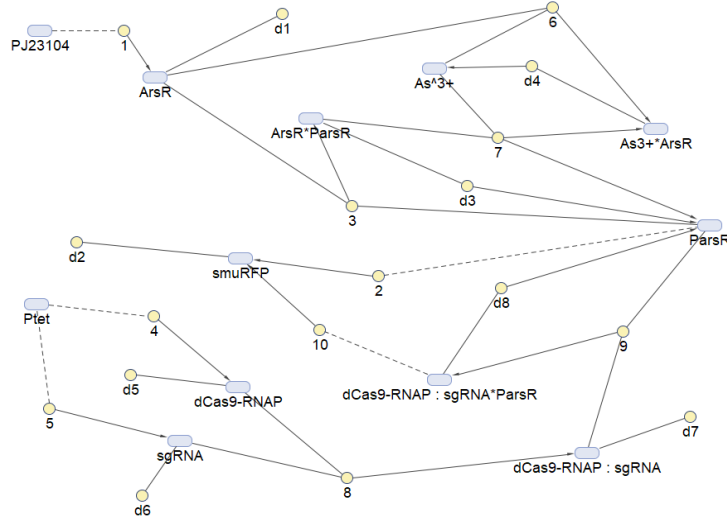 d1
6
PJ23104
1
ArsR
As^3+
d4
ArsR*ParsR
7
As3+*ArsR
d3
3
ParsR
d2
smuRFP
2
d8
Ptet
4
10
9
d5
dCas9-RNAP
dCas9-RNAP : sgRNA*ParsR
5
sgRNA
d7
8
dCas9-RNAP : sgRNA
d6